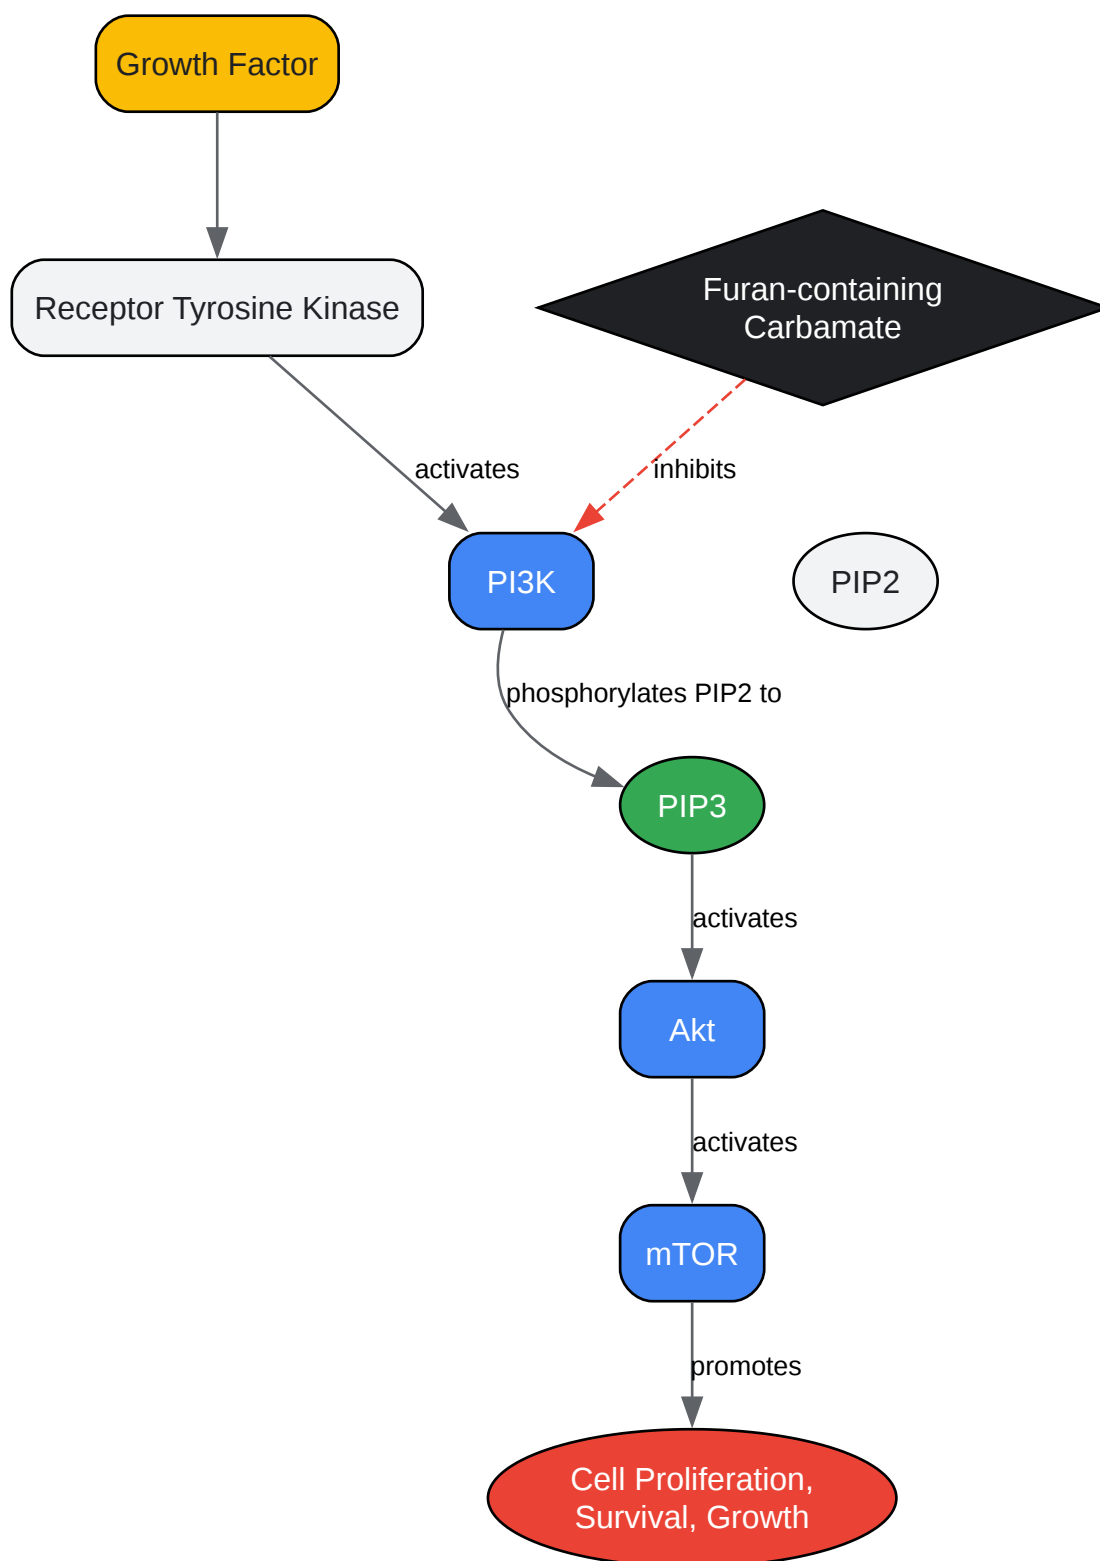 Growth Factor
Receptor Tyrosine Kinase
Furan-containing
Carbamate
activates
inhibits
PI3K
PIP2
phosphorylates PIP2 to
PIP3
activates
Akt
activates
mTOR
promotes
Cell Proliferation,
Survival, Growth